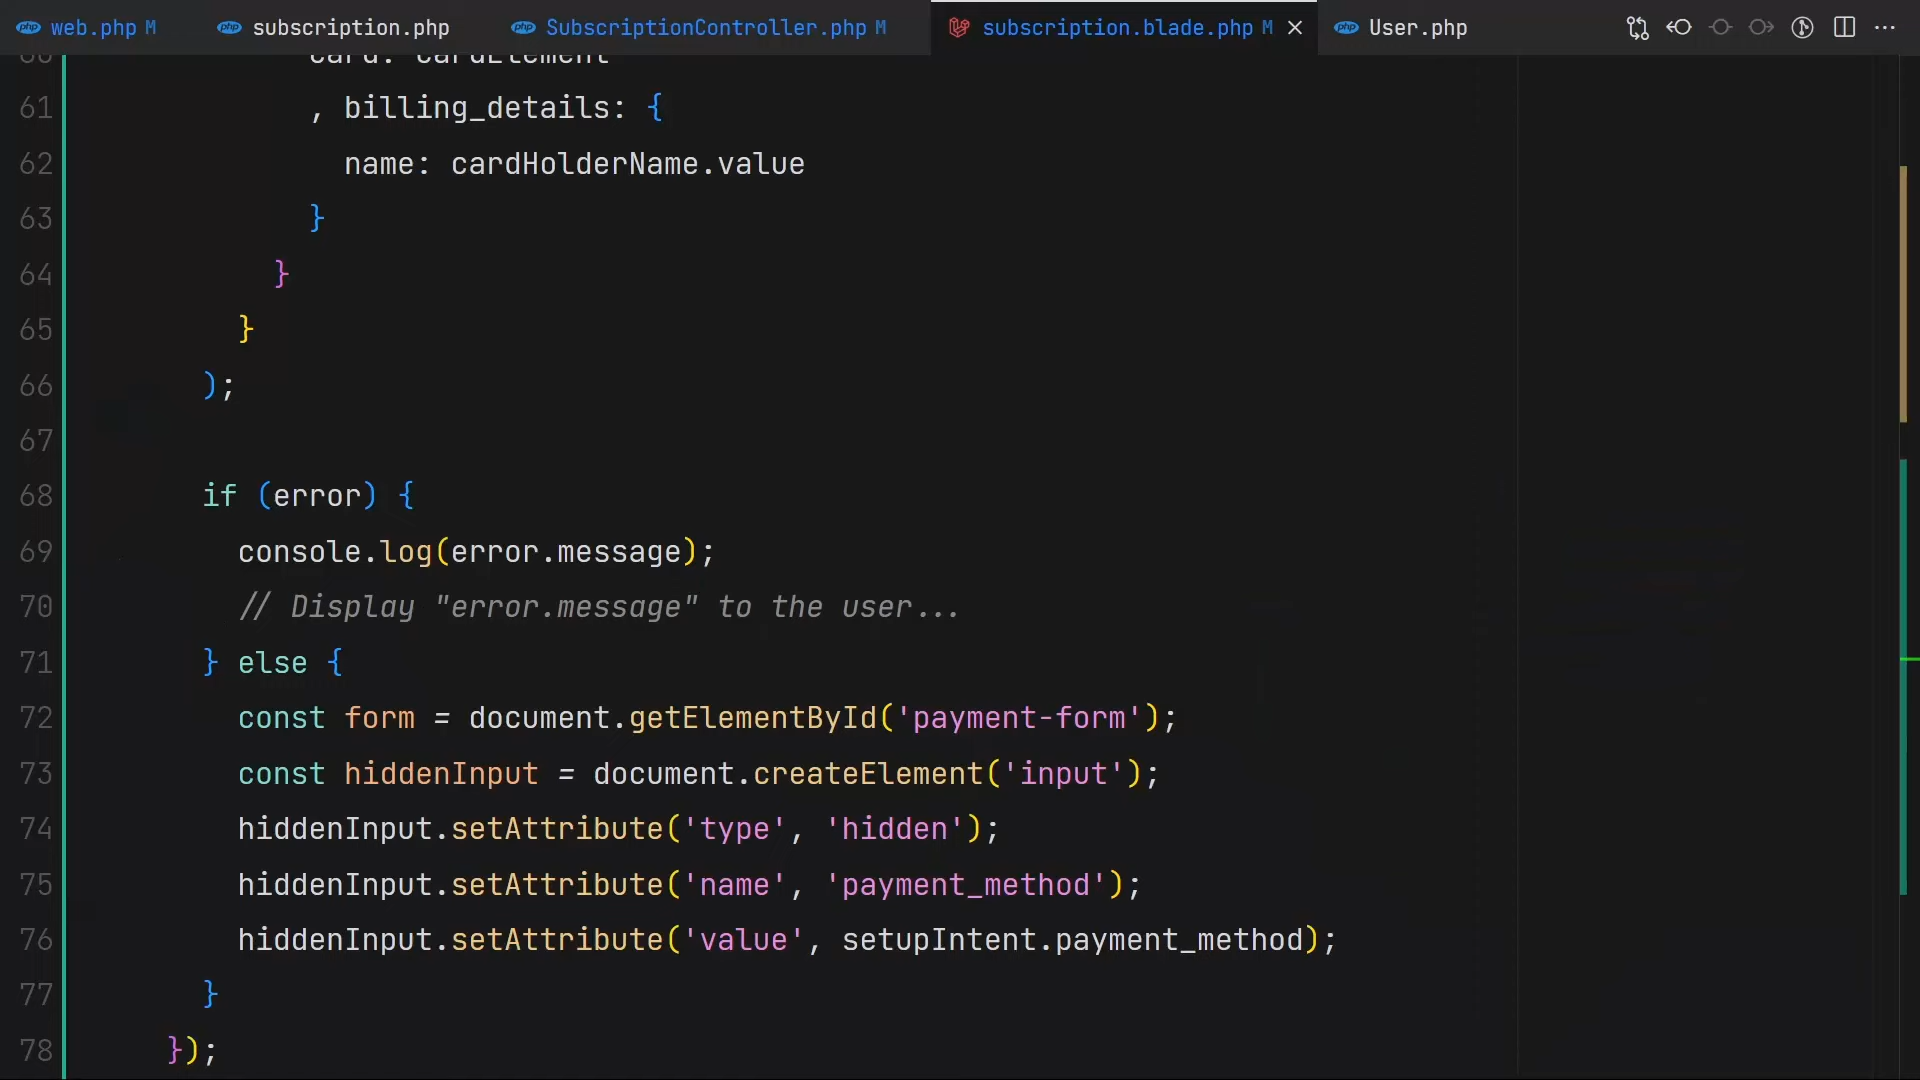 web.php M subscription.php SubscriptionController.php M subscription.blade.php M User.php
60 card: cardElement
61 , billing_details: {
62 name: cardHolderName.value
63 }
64 }
65 }
66 );
67
68 if (error) {
69 console.log(error.message);
70 // Display "error.message" to the user...
71 } else {
72 const form = document.getElementById('payment-form');
73 const hiddenInput = document.createElement('input');
74 hiddenInput.setAttribute('type', 'hidden');
75 hiddenInput.setAttribute('name', 'payment_method');
76 hiddenInput.setAttribute('value', setupIntent.payment_method);
77 }
78 });